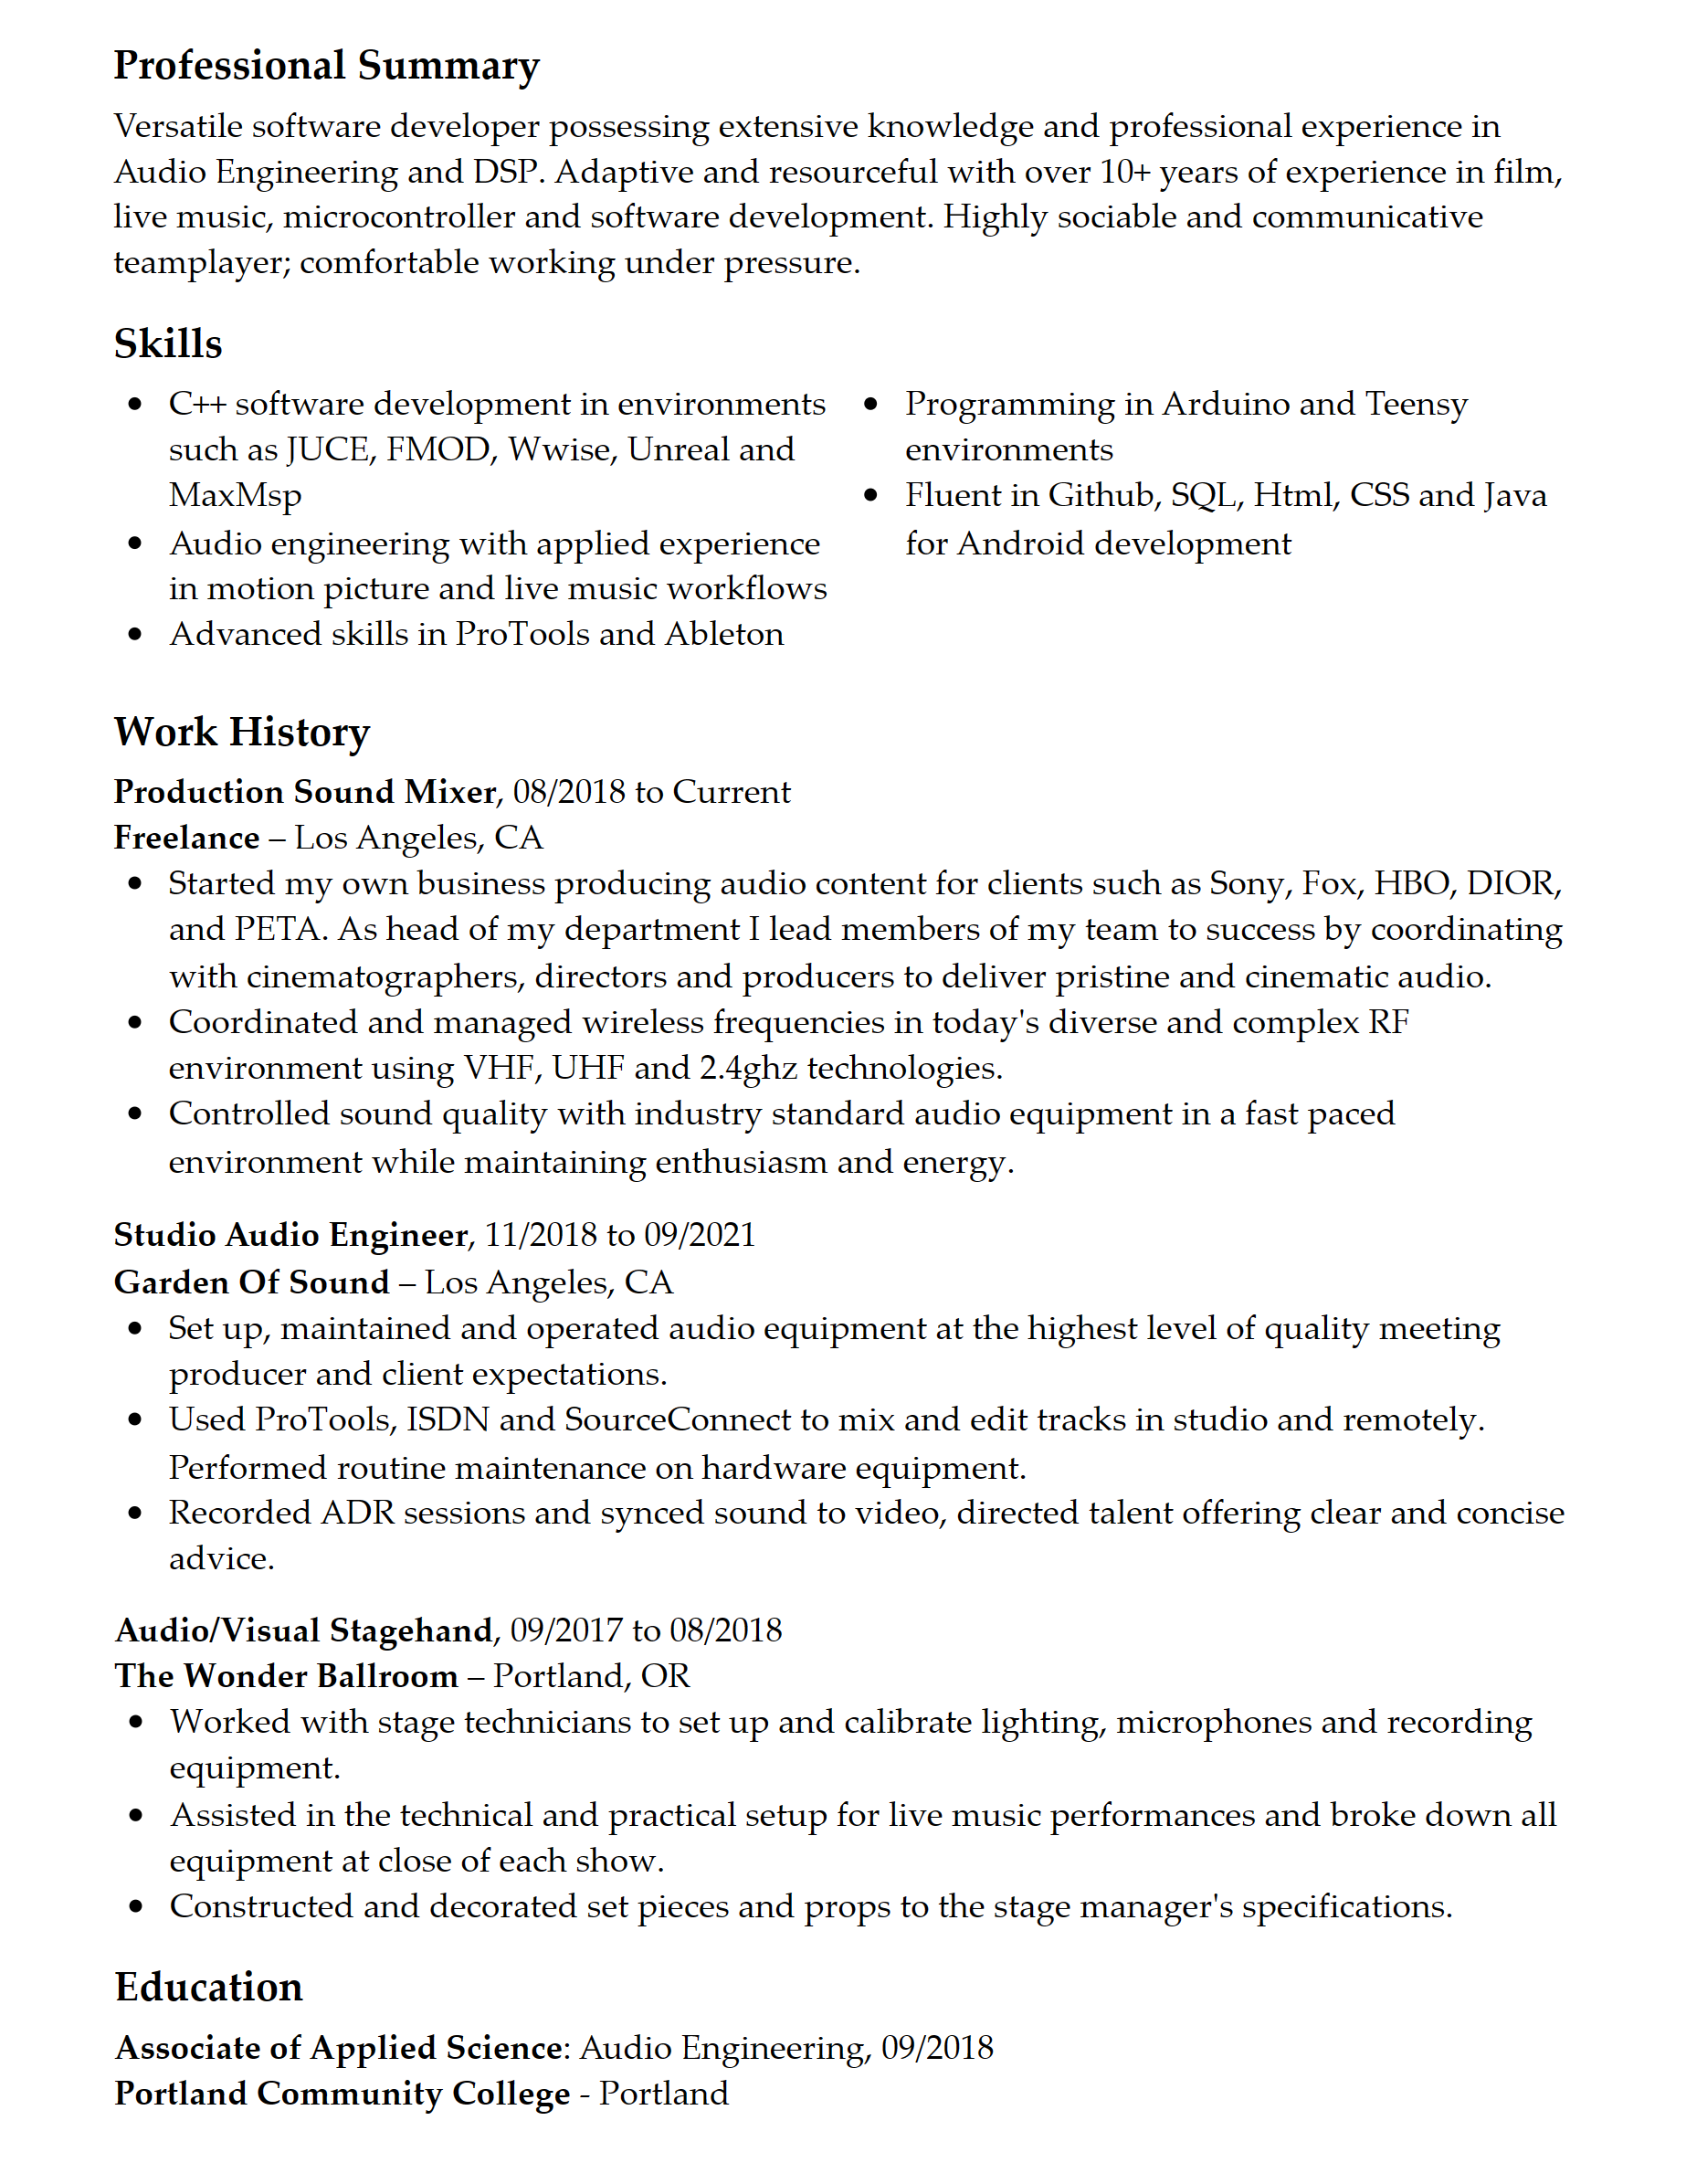 Professional Summary
Versatile software developer possessing extensive knowledge and professional experience in
Audio Engineering and DSP. Adaptive and resourceful with over 10+ years of experience in film,
live music, microcontroller and software development. Highly sociable and communicative
teamplayer; comfortable working under pressure.
Skills
• C++ software development in environments
such as JUCE, FMOD, Wwise, Unreal and
MaxMsp
• Audio engineering with applied experience
in motion picture and live music workflows
• Advanced skills in ProTools and Ableton
• Programming in Arduino and Teensy
environments
• Fluent in Github, SQL, Html, CSS and Java
for Android development
Work History
Production Sound Mixer, 08/2018 to Current
Freelance – Los Angeles, CA
• Started my own business producing audio content for clients such as Sony, Fox, HBO, DIOR,
and PETA. As head of my department I lead members of my team to success by coordinating
with cinematographers, directors and producers to deliver pristine and cinematic audio.
• Coordinated and managed wireless frequencies in today's diverse and complex RF
environment using VHF, UHF and 2.4ghz technologies.
• Controlled sound quality with industry standard audio equipment in a fast paced
environment while maintaining enthusiasm and energy.
Studio Audio Engineer, 11/2018 to 09/2021
Garden Of Sound – Los Angeles, CA
• Set up, maintained and operated audio equipment at the highest level of quality meeting
producer and client expectations.
• Used ProTools, ISDN and SourceConnect to mix and edit tracks in studio and remotely.
Performed routine maintenance on hardware equipment.
• Recorded ADR sessions and synced sound to video, directed talent offering clear and concise
advice.
Audio/Visual Stagehand, 09/2017 to 08/2018
The Wonder Ballroom – Portland, OR
• Worked with stage technicians to set up and calibrate lighting, microphones and recording
equipment.
• Assisted in the technical and practical setup for live music performances and broke down all
equipment at close of each show.
• Constructed and decorated set pieces and props to the stage manager's specifications.
Education
Associate of Applied Science: Audio Engineering, 09/2018
Portland Community College - Portland